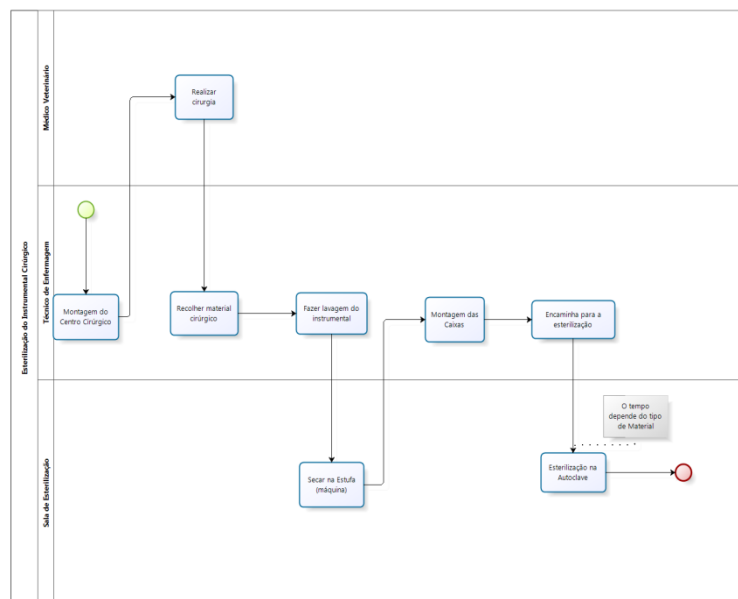 Esterilização do Instrumental Cirúrgico
Médico Veterinário
Realizar
cirurgia
Técnico de Enfermagem
Montagem do
Centro Cirúrgico
Recolher material
cirúrgico
Fazer lavagem do
instrumental
Montagem das
Caixas
Encaminha para a
esterilização
Sala de Esterilização
O tempo
depende do tipo
de Material
Secar na Estufa
(máquina)
Esterilização na
Autoclave